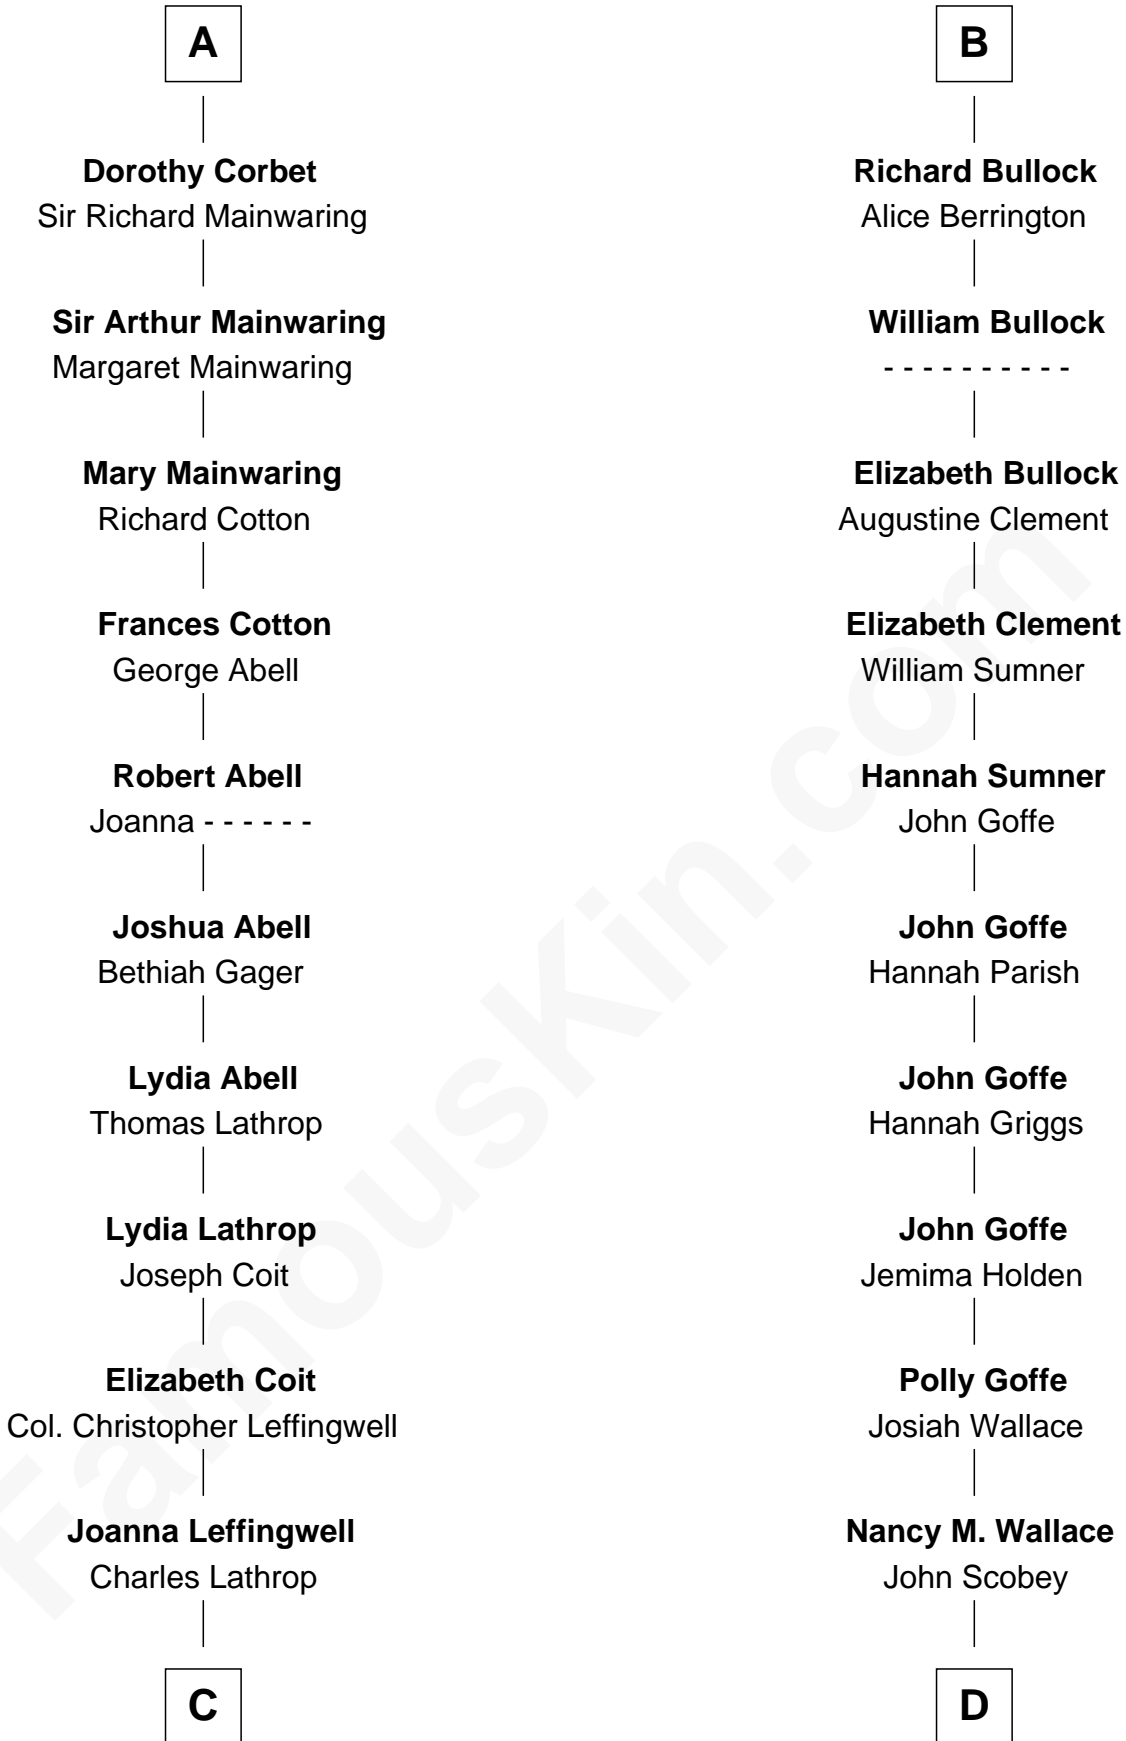 A
Dorothy Corbet
Sir Richard Mainwaring
Sir Arthur Mainwaring
Margaret Mainwaring
Mary Mainwaring
Richard Cotton
Frances Cotton
George Abell
Robert Abell
Joanna - - - - - -
Joshua Abell
Bethiah Gager
Lydia Abell
Thomas Lathrop
Lydia Lathrop
Joseph Coit
Elizabeth Coit
Col. Christopher Leffingwell
Joanna Leffingwell
Charles Lathrop
C
B
Richard Bullock
Alice Berrington
William Bullock
- - - - - - - - - -
Elizabeth Bullock
Augustine Clement
Elizabeth Clement
William Sumner
Hannah Sumner
John Goffe
John Goffe
Hannah Parish
John Goffe
Hannah Griggs
John Goffe
Jemima Holden
Polly Goffe
Josiah Wallace
Nancy M. Wallace
John Scobey
D
FamousKin.com